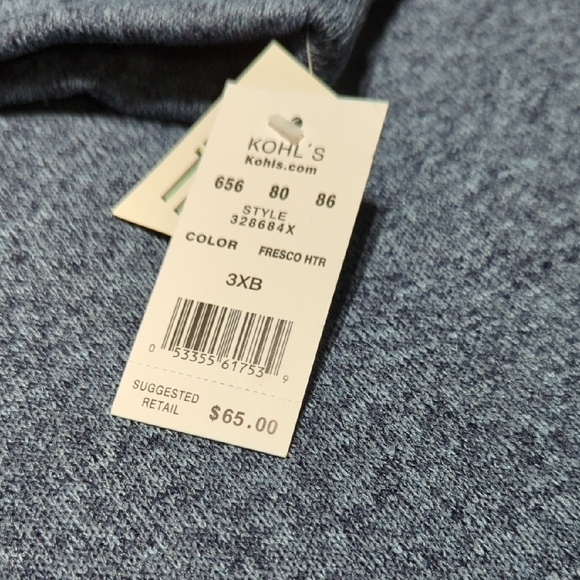 KOHL'S
Kohls.com
656 80 86
STYLE
328684X
COLOR FRESCO HTR
3XB
0 53355 61753 9
SUGGESTED
RETAIL $65.00